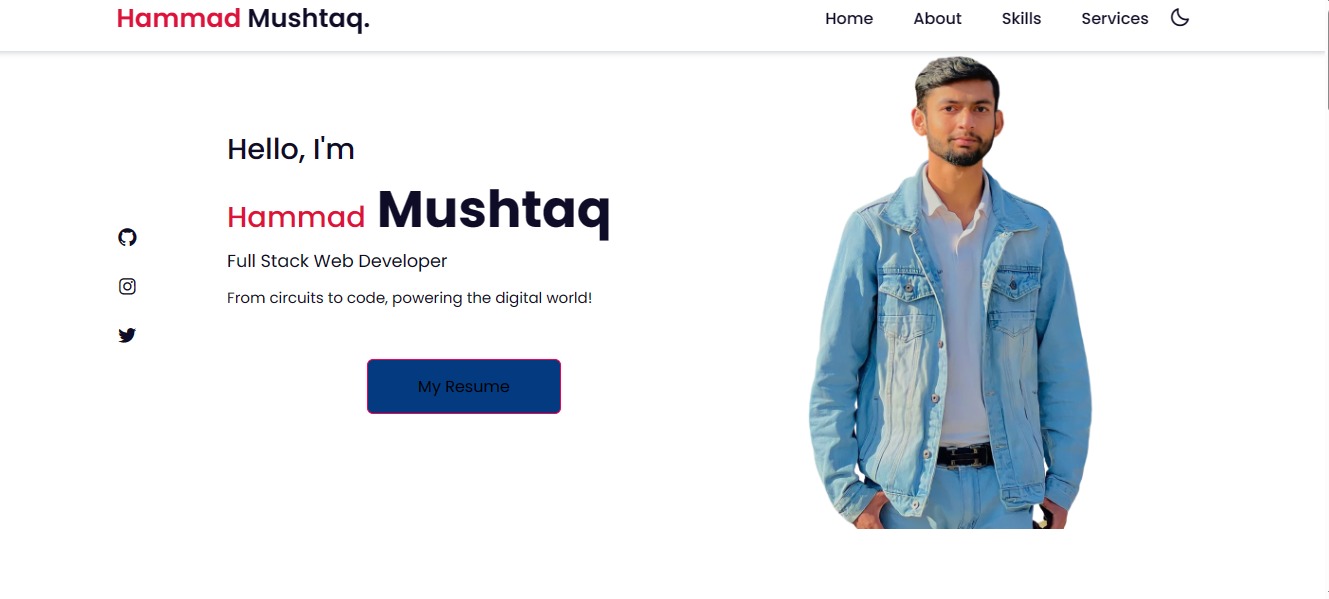 Hammad Mushtaq.
Home About Skills Services
Hello, I'm
Hammad Mushtaq
Full Stack Web Developer
From circuits to code, powering the digital world!
My Resume